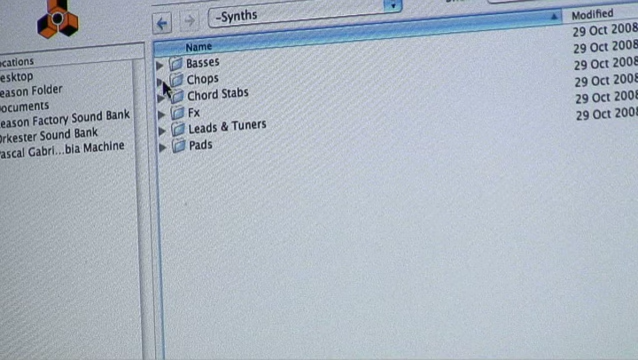 ~Synths
Name
Modified
Basses
29 Oct 2008
Chops
29 Oct 2008
Chord Stabs
29 Oct 2008
Fx
29 Oct 2008
Leads & Tuners
29 Oct 2008
Pads
29 Oct 2008
ocations
esktop
eason Folder
ocuments
eason Factory Sound Bank
rkester Sound Bank
ascal Gabri...bla Machine